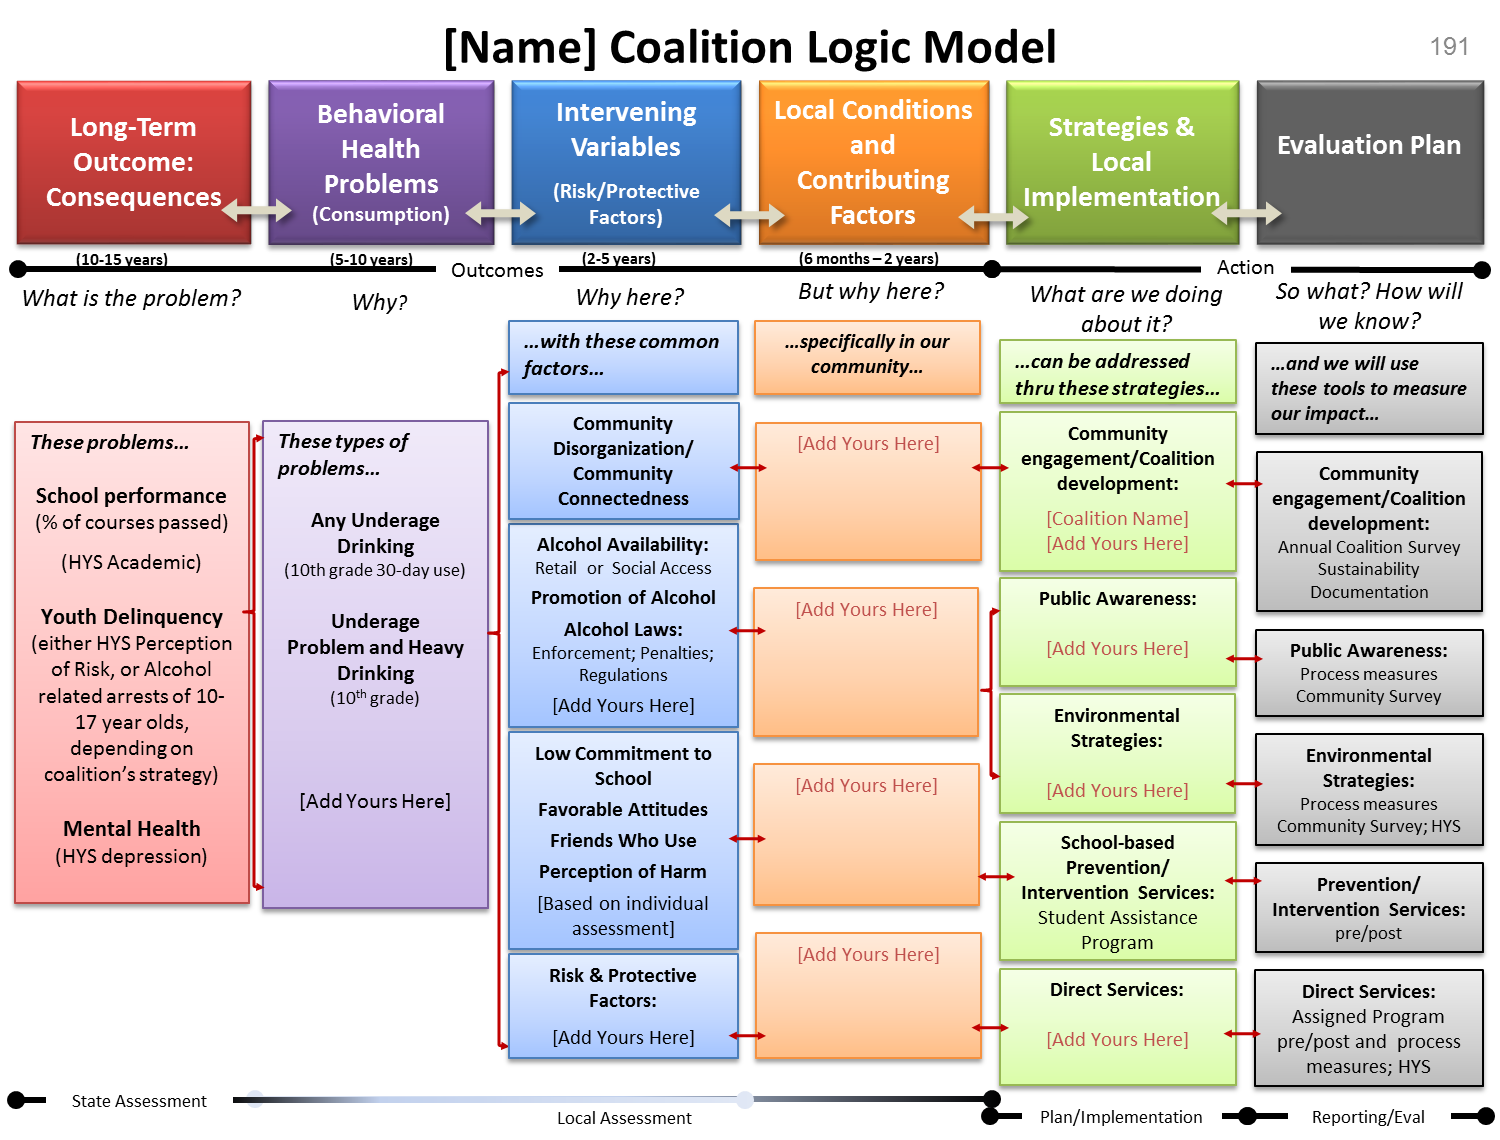 [Name] Coalition Logic Model
191
Long-Term
Outcome:
Consequences
Behavioral
Health
Problems
(Consumption)
Intervening
Variables
(Risk/Protective
Factors)
Local Conditions
and
Contributing
Factors
Strategies &
Local
Implementation
Evaluation Plan
(10-15 years)
(5-10 years)
Outcomes
(2-5 years)
(6 months – 2 years)
Action
What is the problem?
Why?
Why here?
But why here?
What are we doing
about it?
So what? How will
we know?
These problems...
School performance
(% of courses passed)
(HYS Academic)
Youth Delinquency
(either HYS Perception
of Risk, or Alcohol
related arrests of 10-
17 year olds,
depending on
coalition’s strategy)
Mental Health
(HYS depression)
These types of
problems...
Any Underage
Drinking
(10th grade 30-day use)
Underage
Problem and Heavy
Drinking
(10th grade)
[Add Yours Here]
...with these common
factors...
Community
Disorganization/
Community
Connectedness
Alcohol Availability:
Retail or Social Access
Promotion of Alcohol
Alcohol Laws:
Enforcement; Penalties;
Regulations
[Add Yours Here]
Low Commitment to
School
Favorable Attitudes
Friends Who Use
Perception of Harm
[Based on individual
assessment]
Risk & Protective
Factors:
[Add Yours Here]
...specifically in our
community...
[Add Yours Here]
[Add Yours Here]
[Add Yours Here]
[Add Yours Here]
...can be addressed
thru these strategies...
Community
engagement/Coalition
development:
[Coalition Name]
[Add Yours Here]
Public Awareness:
[Add Yours Here]
Environmental
Strategies:
[Add Yours Here]
School-based
Prevention/
Intervention Services:
Student Assistance
Program
Direct Services:
[Add Yours Here]
...and we will use
these tools to measure
our impact...
Community
engagement/Coalition
development:
Annual Coalition Survey
Sustainability
Documentation
Public Awareness:
Process measures
Community Survey
Environmental
Strategies:
Process measures
Community Survey; HYS
Prevention/
Intervention Services:
pre/post
Direct Services:
Assigned Program
pre/post and process
measures; HYS
State Assessment
Local Assessment
Plan/Implementation
Reporting/Eval